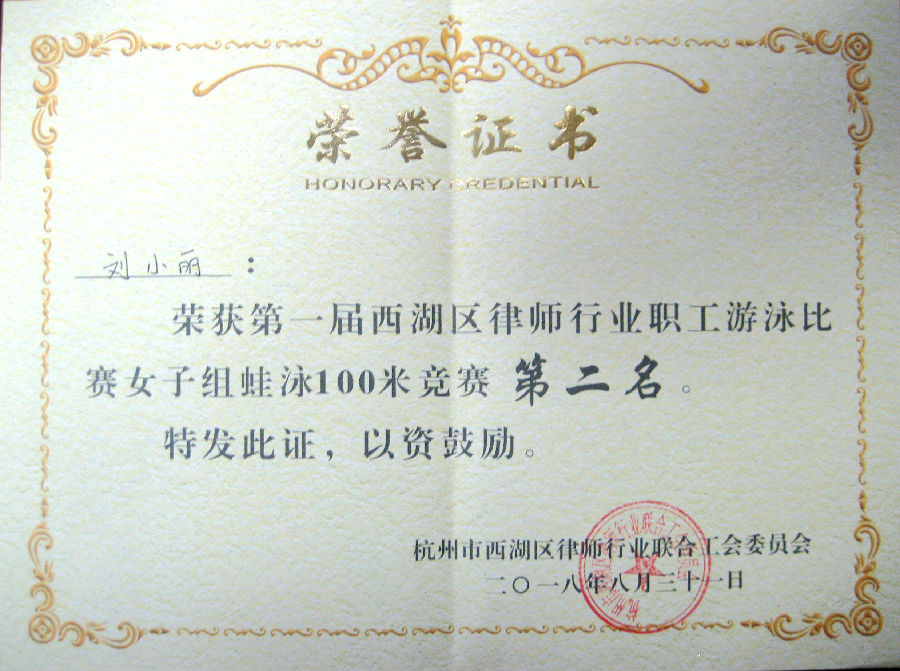 荣誉证书
HONORARY CREDENTIAL
刘小丽：
荣获第一届西湖区律师行业职工游泳比
赛女子组蛙泳100米竞赛 第二名。
特发此证，以资鼓励。
杭州市西湖区律师行业联合工会委员会
二〇一八年八月三十一日